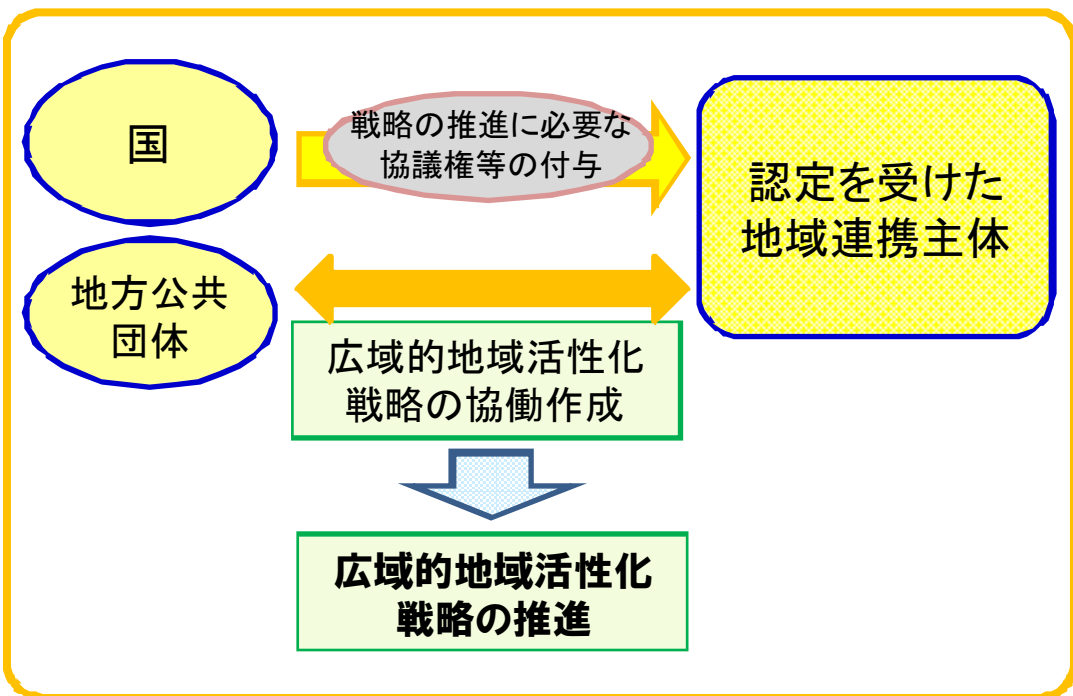 国
戦略の推進に必要な
協議権等の付与
認定を受けた
地域連携主体
地方公共
団体
広域的地域活性化
戦略の協働作成
広域的地域活性化
戦略の推進